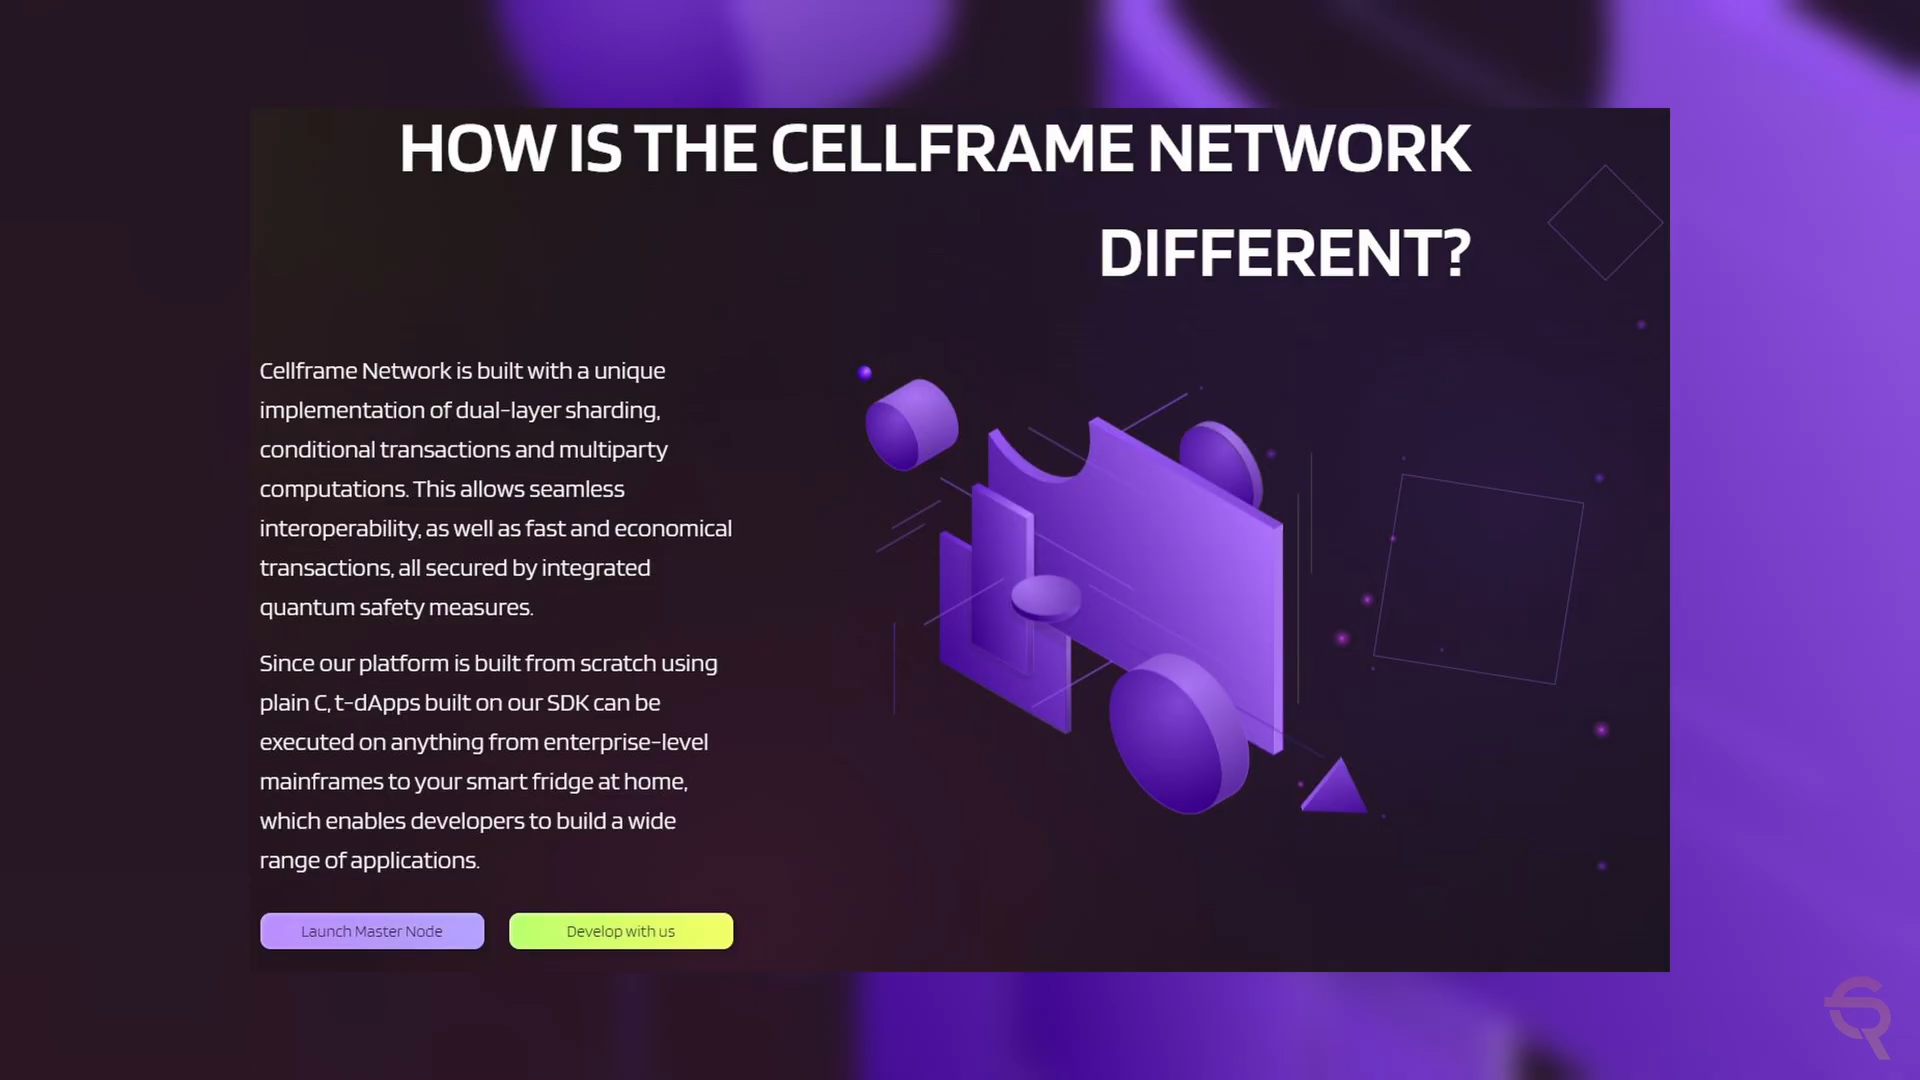 HOW IS THE CELLFRAME NETWORK
DIFFERENT?
Cellframe Network is built with a unique
implementation of dual-layer sharding,
conditional transactions and multiparty
computations. This allows seamless
interoperability, as well as fast and economical
transactions, all secured by integrated
quantum safety measures.
Since our platform is built from scratch using
plain C, t-dApps built on our SDK can be
executed on anything from enterprise-level
mainframes to your smart fridge at home,
which enables developers to build a wide
range of applications.
Launch Master Node
Develop with us